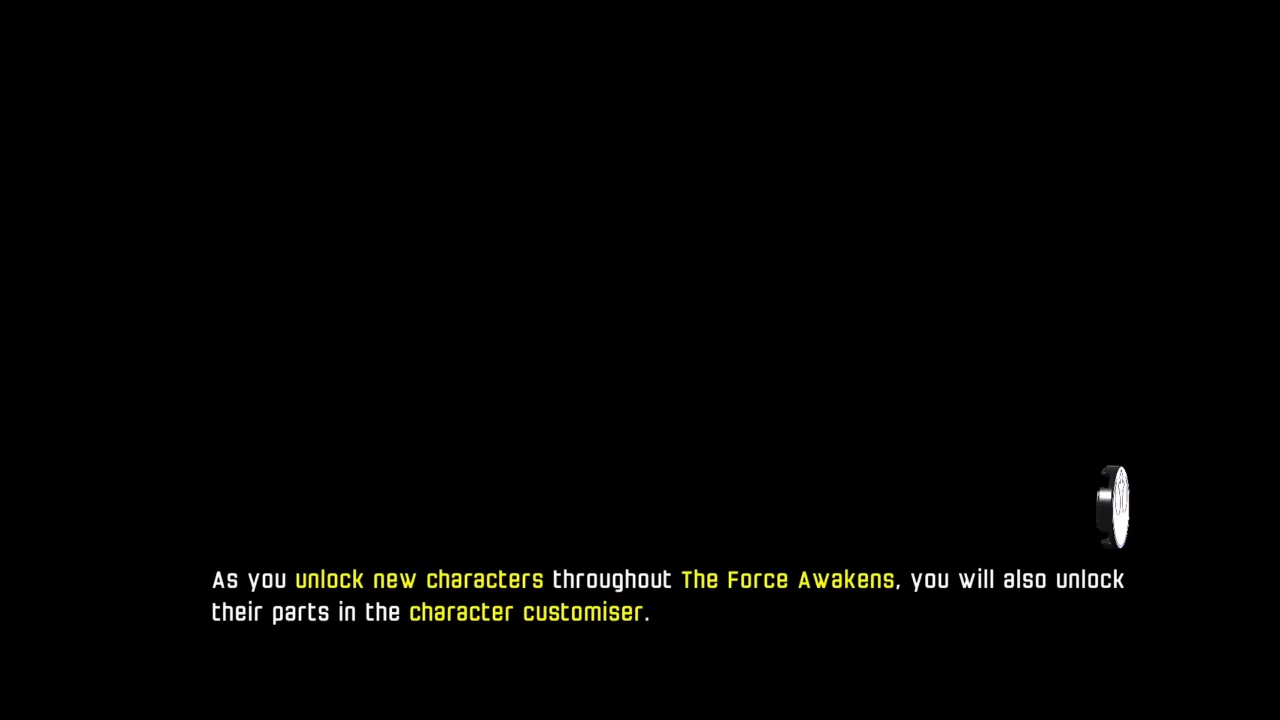 As you unlock new characters throughout The Force Awakens, you will also unlock
their parts in the character customiser.